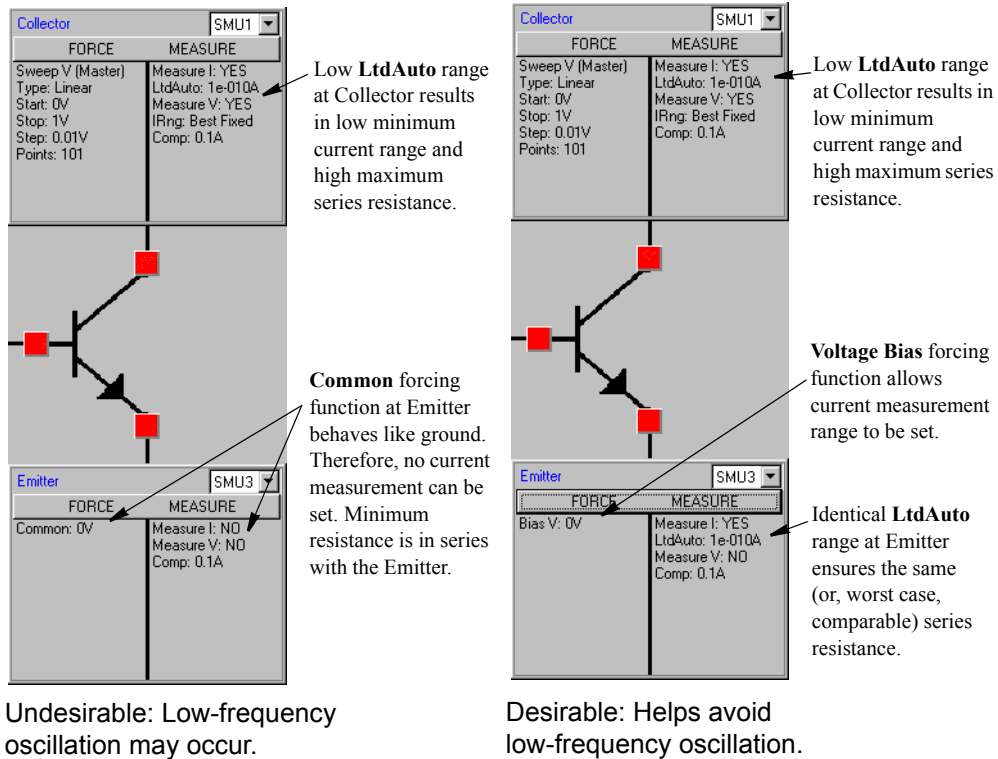 Collector
SMU1
FORCE
MEASURE
Sweep V (Master)
Type: Linear
Start: 0V
Stop: 1V
Step: 0.01V
Points: 101
Measure I: YES
LtdAuto: 1e-010A
Measure V: YES
IRng: Best Fixed
Comp: 0.1A
Low LtdAuto range
at Collector results
in low minimum
current range and
high maximum
series resistance.
Common forcing
function at Emitter
behaves like ground.
Therefore, no current
measurement can be
set. Minimum
resistance is in series
with the Emitter.
Emitter
SMU3
FORCE
MEASURE
Common: 0V
Measure I: NO
Measure V: NO
Comp: 0.1A
Undesirable: Low-frequency
oscillation may occur.
Collector
SMU1
FORCE
MEASURE
Sweep V (Master)
Type: Linear
Start: 0V
Stop: 1V
Step: 0.01V
Points: 101
Measure I: YES
LtdAuto: 1e-010A
Measure V: YES
IRng: Best Fixed
Comp: 0.1A
Low LtdAuto range
at Collector results in
low minimum
current range and
high maximum series
resistance.
Voltage Bias forcing
function allows
current measurement
range to be set.
Emitter
SMU3
FORCE
MEASURE
Bias V: 0V
Measure I: YES
LtdAuto: 1e-010A
Measure V: NO
Comp: 0.1A
Identical LtdAuto
range at Emitter
ensures the same
(or, worst case,
comparable) series
resistance.
Desirable: Helps avoid
low-frequency oscillation.